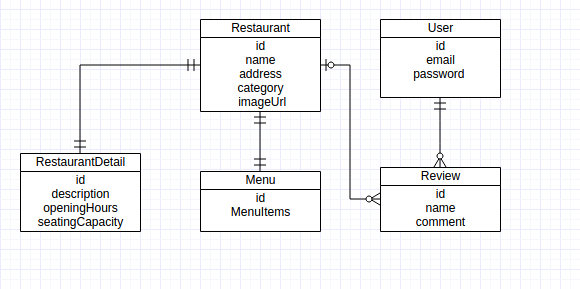 Restaurant
id
name
address
category
imageUrl
User
id
email
password
RestaurantDetail
id
description
openingHours
seatingCapacity
Menu
id
MenuItems
Review
id
name
comment